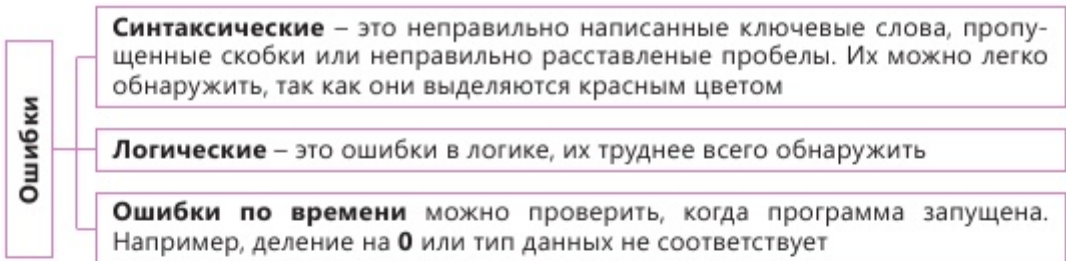 Ошибки
Синтаксические – это неправильно написанные ключевые слова, пропу-
щенные скобки или неправильно расставленые пробелы. Их можно легко
обнаружить, так как они выделяются красным цветом
Логические – это ошибки в логике, их труднее всего обнаружить
Ошибки по времени можно проверить, когда программа запущена.
Например, деление на 0 или тип данных не соответствует